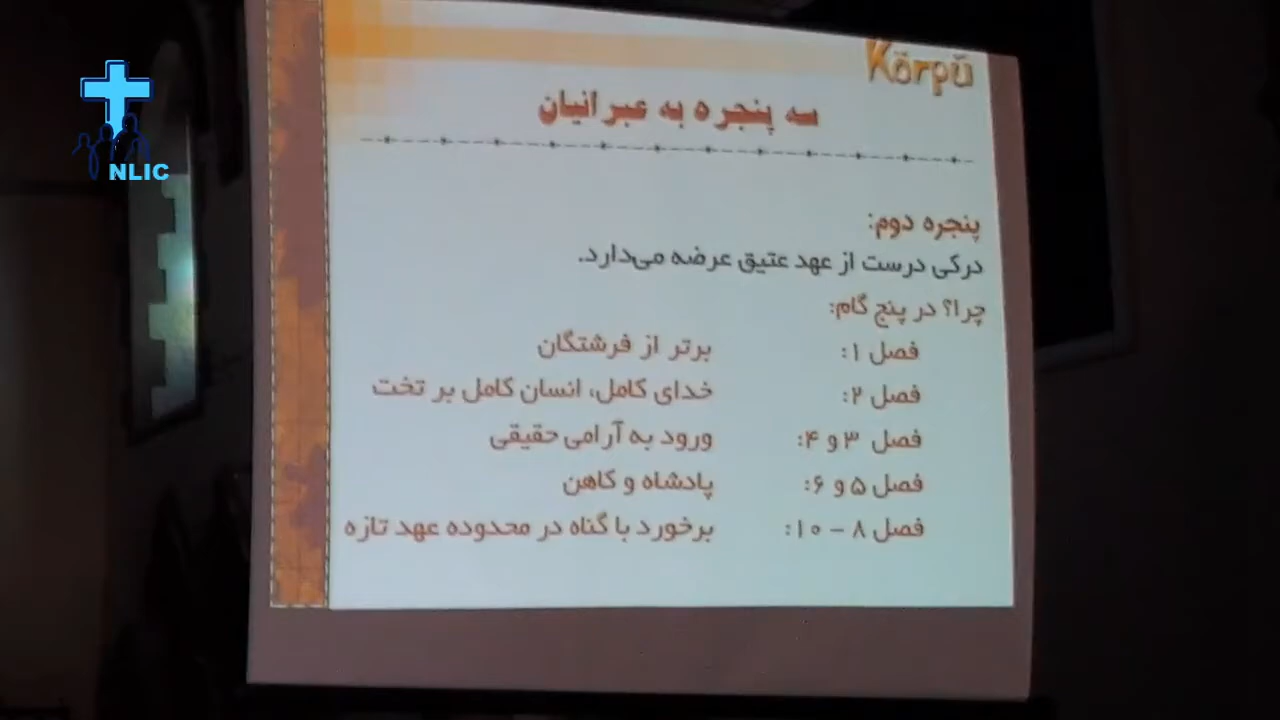 NLIC
Körpü
سه پنجره به عبرانیان
پنجره دوم:
درکی درست از عهد عتیق عرضه می‌دارد.
چرا؟ در پنج گام:
فصل ۱: برتر از فرشتگان
فصل ۲: خدای کامل، انسان کامل بر تخت
فصل ۳ و ۴: ورود به آرامی حقیقی
فصل ۵ و ۶: پادشاه و کاهن
فصل ۸ – ۱۰: برخورد با گناه در محدوده عهد تازه